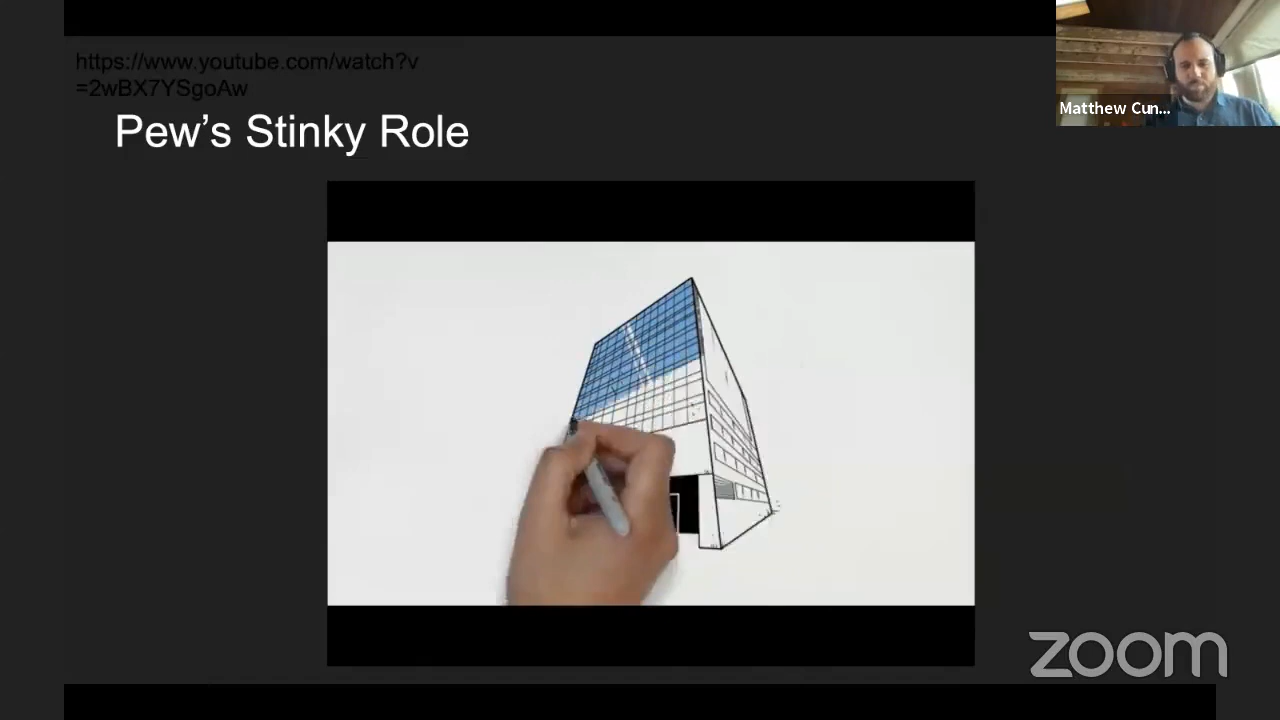 https://www.youtube.com/watch?v
=2wBX7YSgoAw
Pew’s Stinky Role
Matthew Cun...
zoom